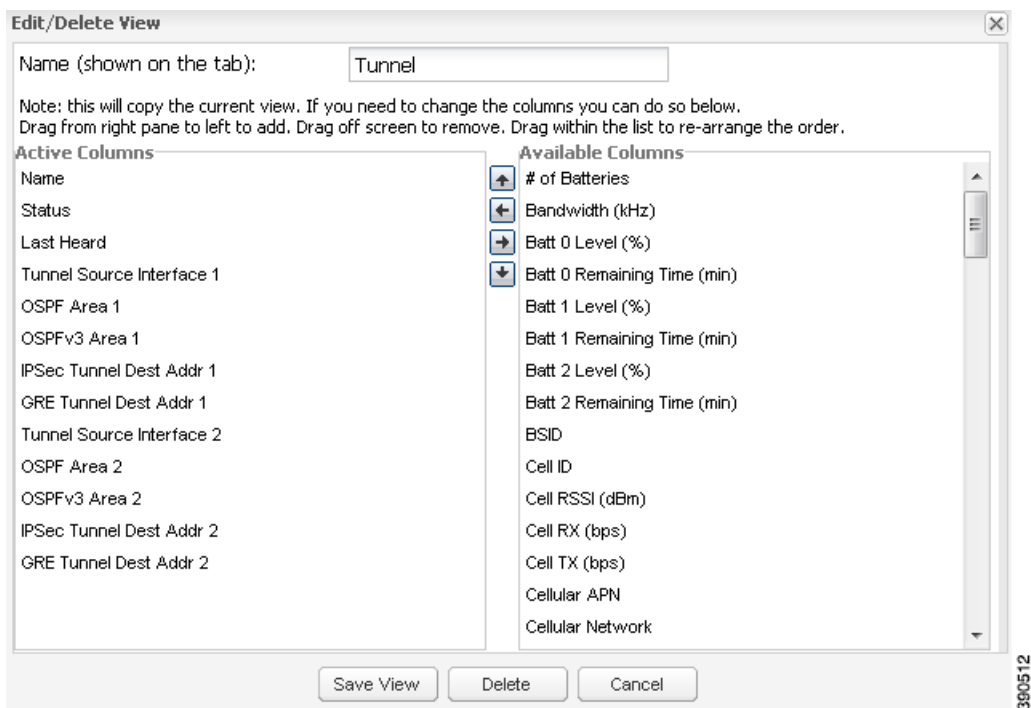 Edit/Delete View
Name (shown on the tab):
Tunnel
Note: this will copy the current view. If you need to change the columns you can do so below.
Drag from right pane to left to add. Drag off screen to remove. Drag within the list to re-arrange the order.
Active Columns
Name
Status
Last Heard
Tunnel Source Interface 1
OSPF Area 1
OSPFv3 Area 1
IPSec Tunnel Dest Addr 1
GRE Tunnel Dest Addr 1
Tunnel Source Interface 2
OSPF Area 2
OSPFv3 Area 2
IPSec Tunnel Dest Addr 2
GRE Tunnel Dest Addr 2
Available Columns
# of Batteries
Bandwidth (kHz)
Batt 0 Level (%)
Batt 0 Remaining Time (min)
Batt 1 Level (%)
Batt 1 Remaining Time (min)
Batt 2 Level (%)
Batt 2 Remaining Time (min)
BSID
Cell ID
Cell RSSI (dBm)
Cell RX (bps)
Cell TX (bps)
Cellular APN
Cellular Network
Save View
Delete
Cancel
390512